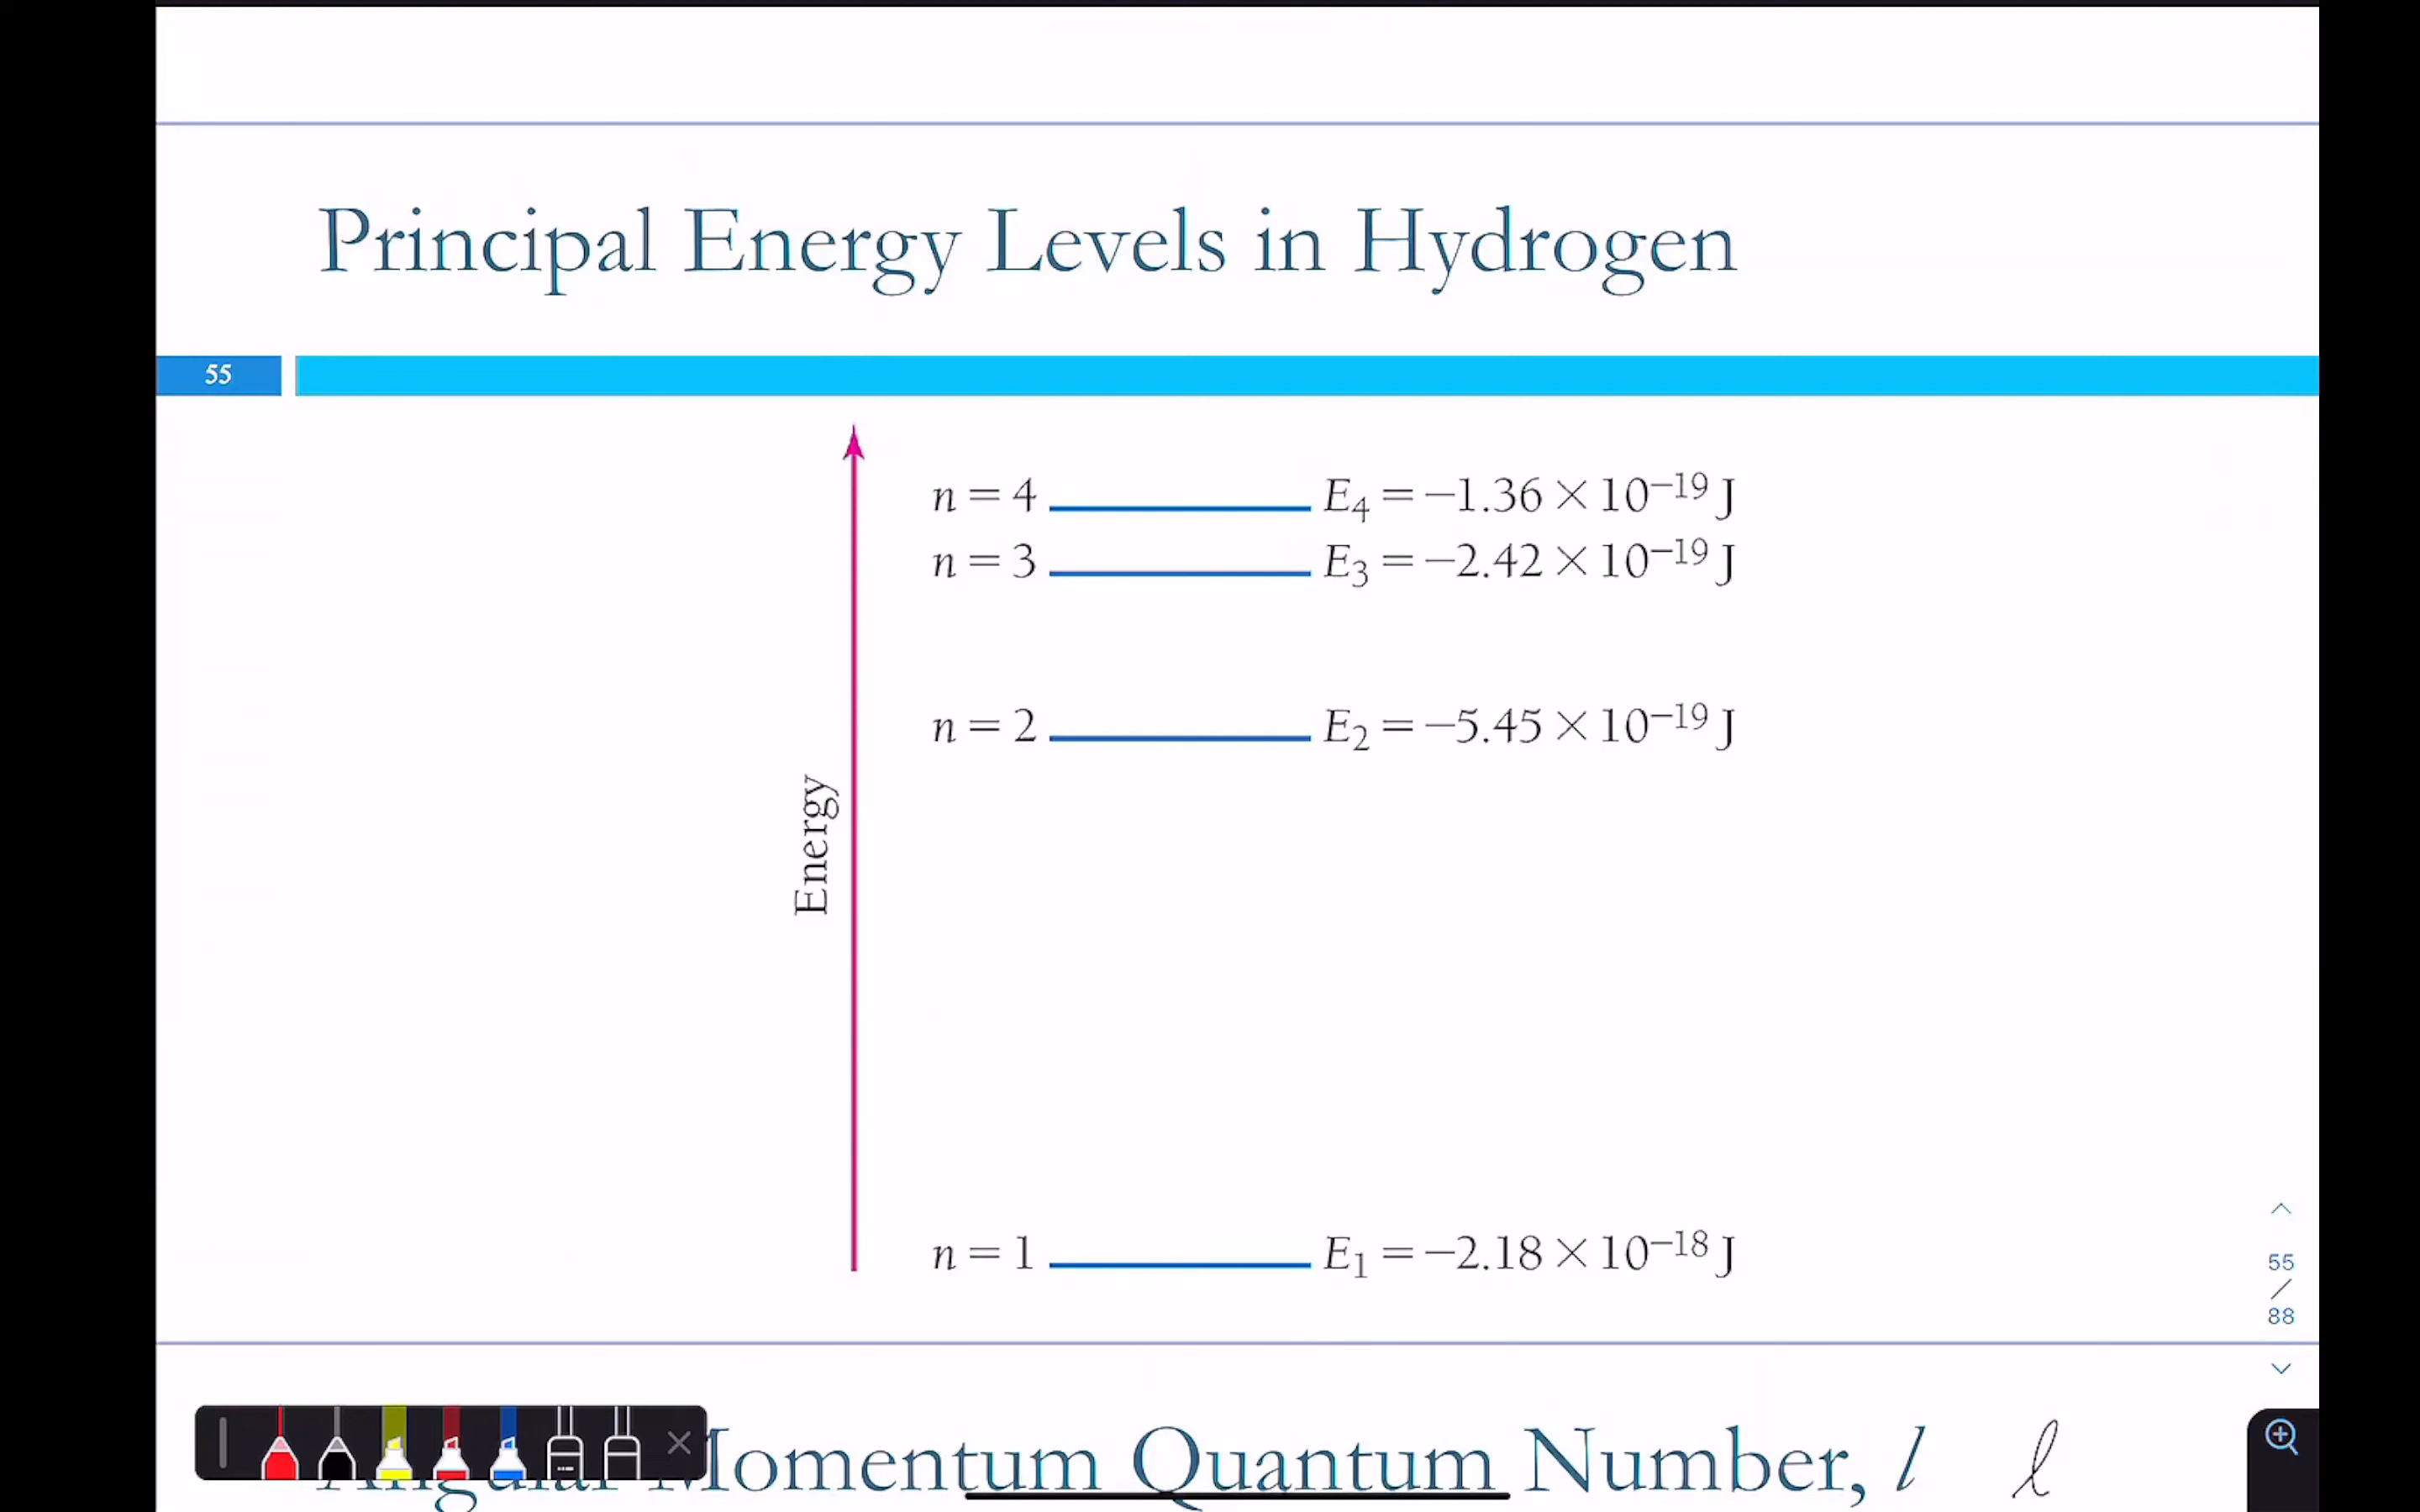 Principal Energy Levels in Hydrogen
55
n = 4 E₄ = −1.36 × 10⁻¹⁹ J
n = 3 E₃ = −2.42 × 10⁻¹⁹ J
n = 2 E₂ = −5.45 × 10⁻¹⁹ J
Energy
n = 1 E₁ = −2.18 × 10⁻¹⁸ J
55
/
88
Angular Momentum Quantum Number, l ℓ